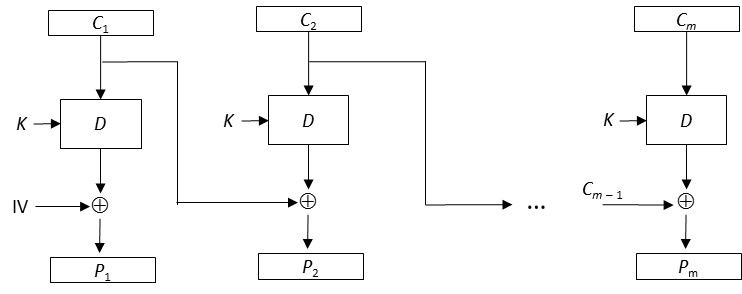 C1 C2 Cm
K D K D K D
IV ⊕ ⊕ ... Cm – 1 ⊕
P1 P2 Pm